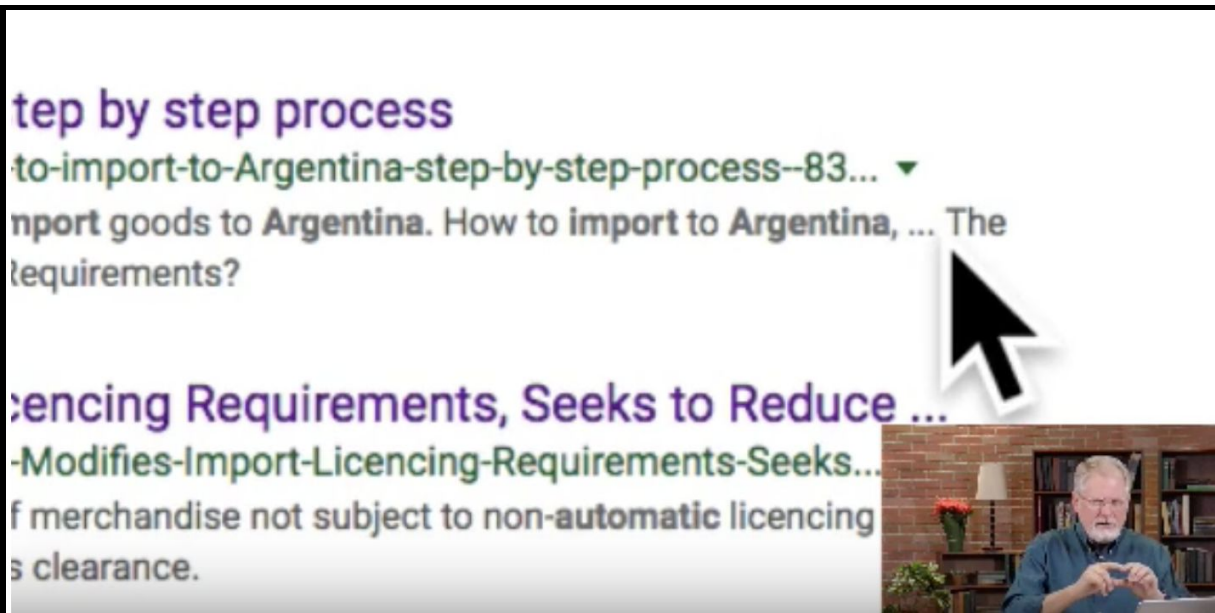 tep by step process
-to-import-to-Argentina-step-by-step-process--83...
mport goods to Argentina. How to import to Argentina, ... The
Requirements?
cencing Requirements, Seeks to Reduce ...
-Modifies-Import-Licencing-Requirements-Seeks...
f merchandise not subject to non-automatic licencing
s clearance.